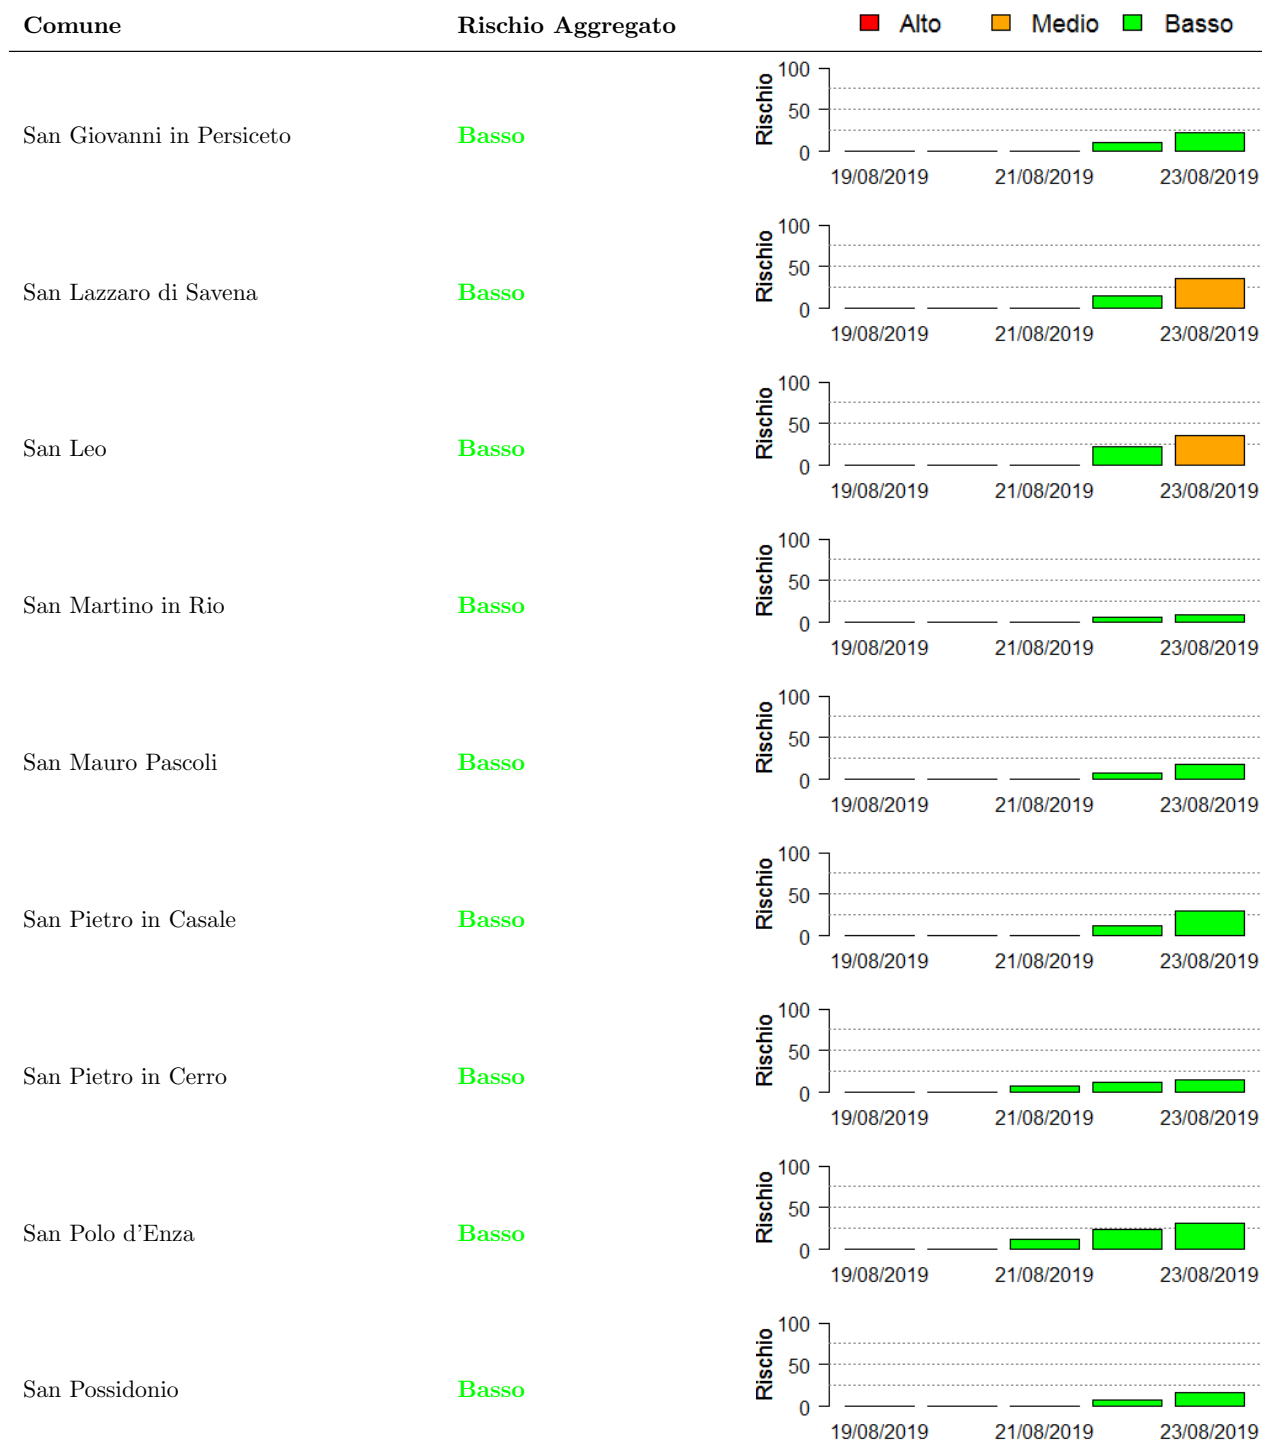 Comune Rischio Aggregato Alto Medio Basso
San Giovanni in Persiceto Basso
Rischio
100
50
0
19/08/2019 21/08/2019 23/08/2019
San Lazzaro di Savena Basso
Rischio
100
50
0
19/08/2019 21/08/2019 23/08/2019
San Leo Basso
Rischio
100
50
0
19/08/2019 21/08/2019 23/08/2019
San Martino in Rio Basso
Rischio
100
50
0
19/08/2019 21/08/2019 23/08/2019
San Mauro Pascoli Basso
Rischio
100
50
0
19/08/2019 21/08/2019 23/08/2019
San Pietro in Casale Basso
Rischio
100
50
0
19/08/2019 21/08/2019 23/08/2019
San Pietro in Cerro Basso
Rischio
100
50
0
19/08/2019 21/08/2019 23/08/2019
San Polo d'Enza Basso
Rischio
100
50
0
19/08/2019 21/08/2019 23/08/2019
San Possidonio Basso
Rischio
100
50
0
19/08/2019 21/08/2019 23/08/2019